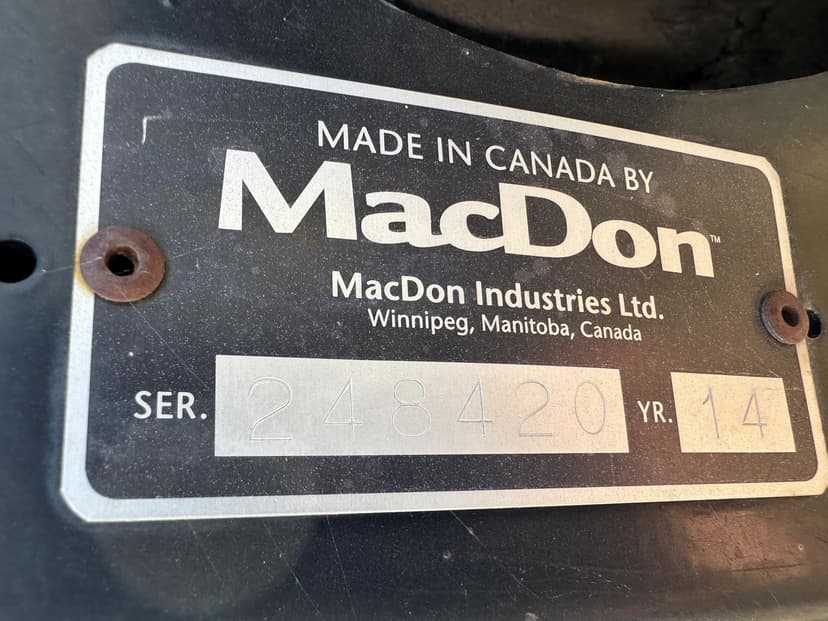 MADE IN CANADA BY
MacDon™
MacDon Industries Ltd.
Winnipeg, Manitoba, Canada
SER. 248420 YR. 14